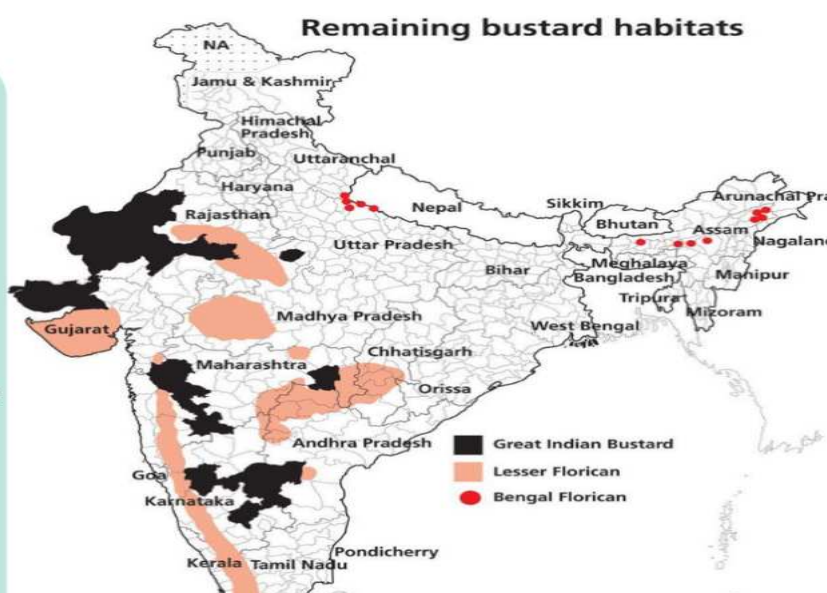 Remaining bustard habitats
NA
Jamu & Kashmir
Himachal
Pradesh
Punjab
Uttaranchal
Haryana
Rajasthan
Nepal
Sikkim
Arunachal Pra
Bhutan
Assam
Nagaland
Uttar Pradesh
Bihar
Meghalaya
Bangladesh
Manipur
Tripura
Mizoram
Gujarat
Madhya Pradesh
West Bengal
Maharashtra
Chhatisgarh
Orissa
Andhra Pradesh
Great Indian Bustard
Lesser Florican
Bengal Florican
Goa
Karnataka
Pondicherry
Kerala
Tamil Nadu